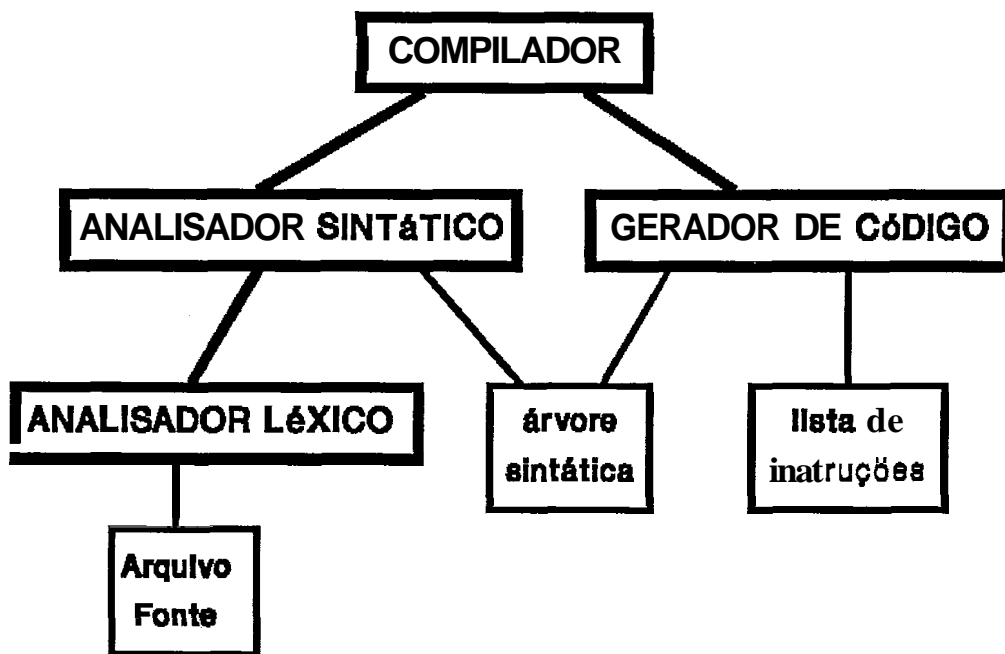 COMPILADOR
ANALISADOR SINTáTICO
GERADOR DE CóDIGO
ANALISADOR LéXICO
árvore
sintática
lista de
inatruções
Arquivo
Fonte